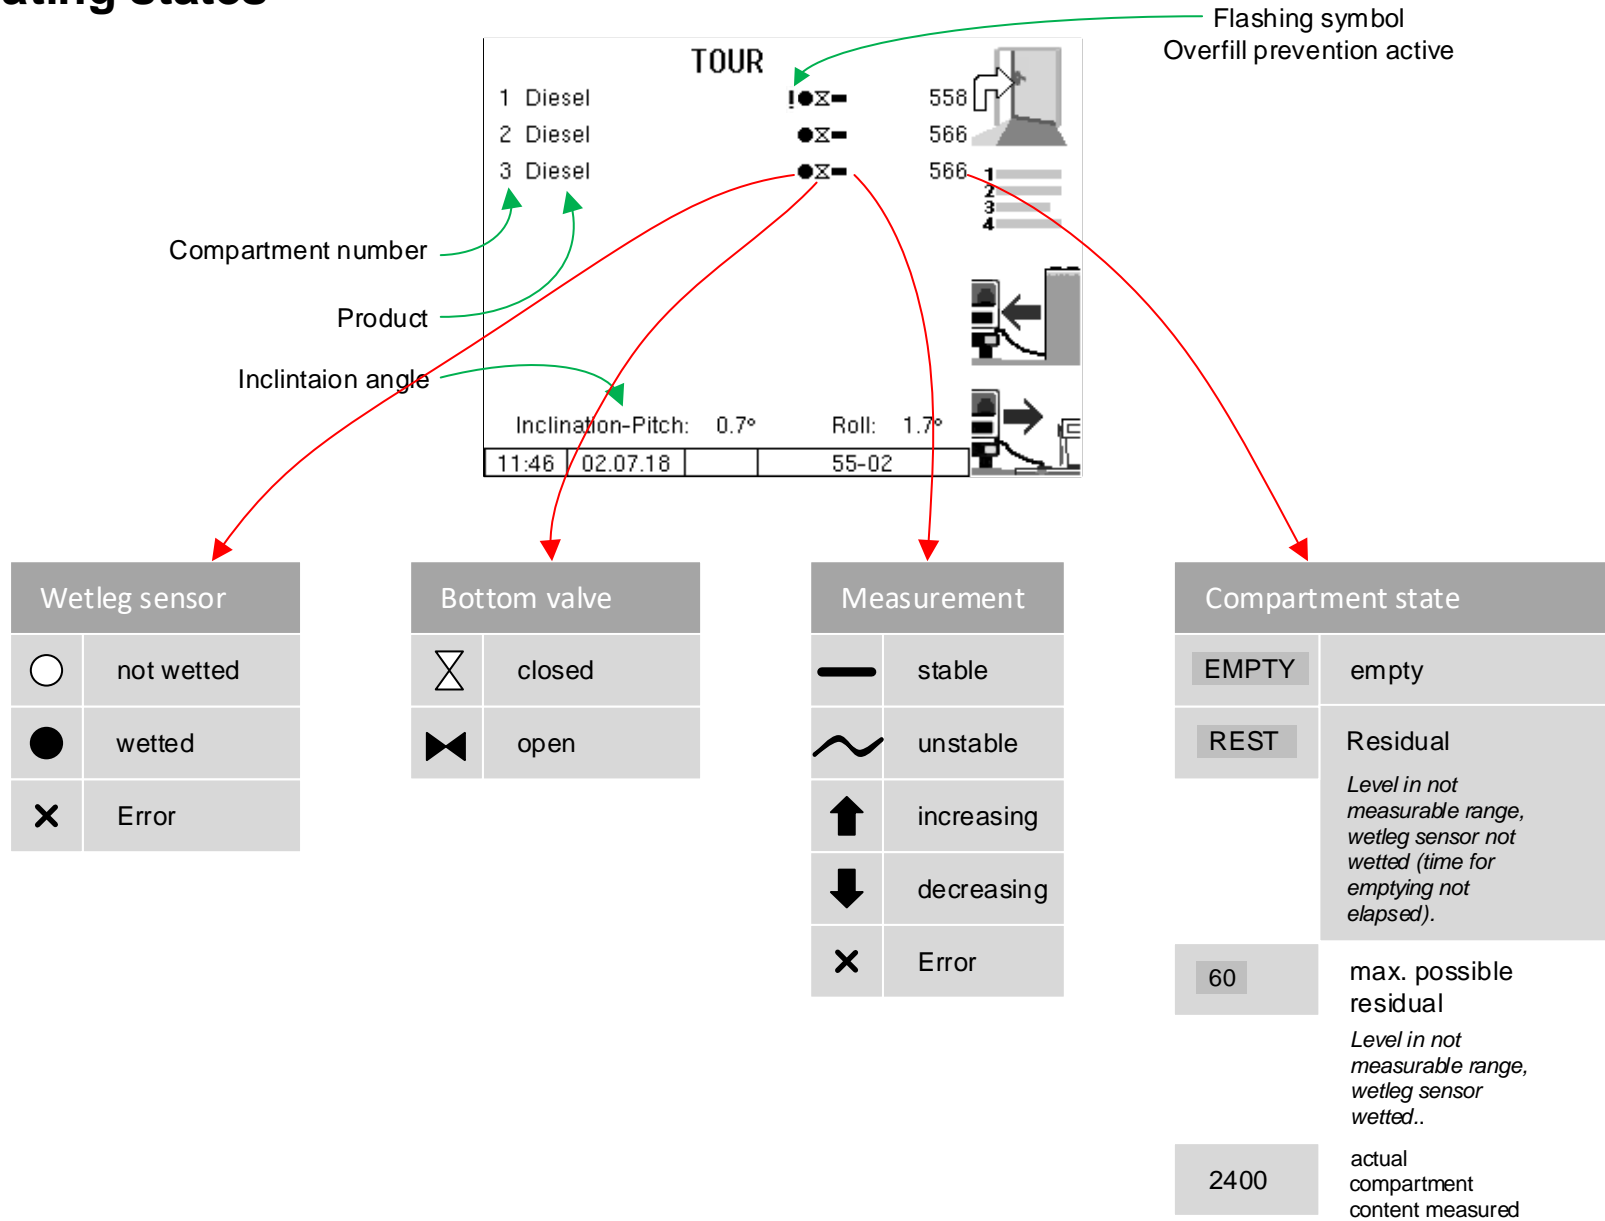 ating states
Flashing symbol
Overfill prevention active
TOUR
1 Diesel ! 558
2 Diesel 566
3 Diesel 566
1
2
3
4
Compartment number
Product
Inclintaion angle
Inclination-Pitch: 0.7° Roll: 1.7°
11:46 02.07.18 55-02
Wetleg sensor
not wetted
wetted
Error
Bottom valve
closed
open
Measurement
stable
unstable
increasing
decreasing
Error
Compartment state
EMPTY empty
REST Residual
Level in not
measurable range,
wetleg sensor not
wetted (time for
emptying not
elapsed).
60 max. possible
residual
Level in not
measurable range,
wetleg sensor
wetted..
2400 actual
compartment
content measured